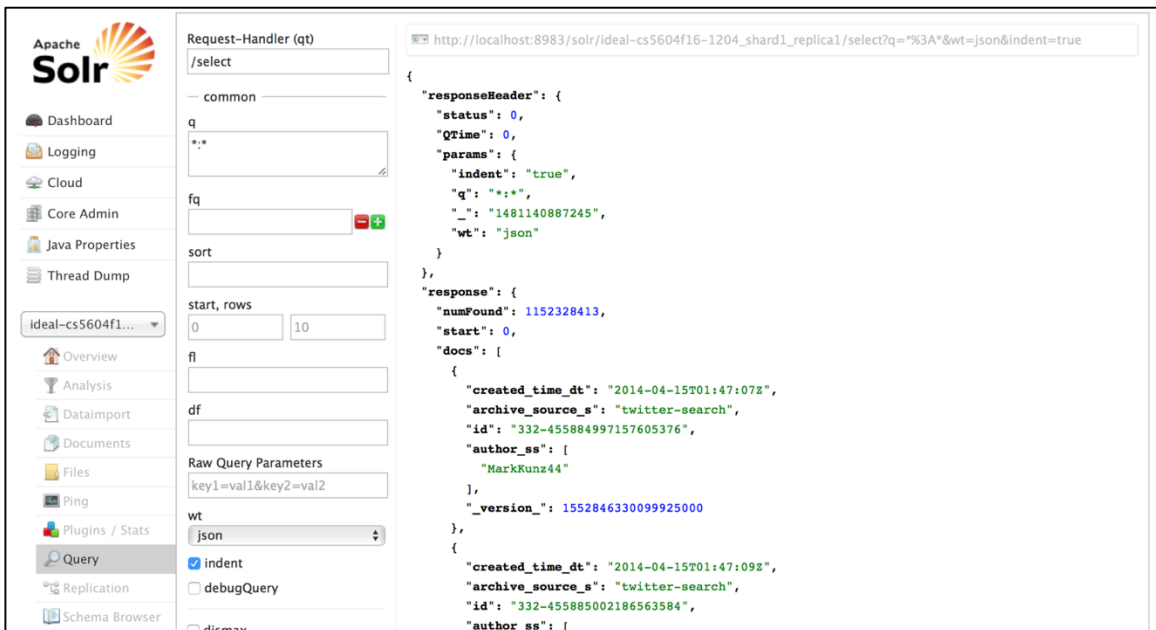 Apache
Solr
Dashboard
Logging
Cloud
Core Admin
Java Properties
Thread Dump
ideal-cs5604f1...
Overview
Analysis
Dataimport
Documents
Files
Ping
Plugins / Stats
Query
Replication
Schema Browser
Request-Handler (qt)
/select
common
q
*:*
fq
sort
start, rows
0 10
fl
df
Raw Query Parameters
key1=val1&key2=val2
wt
json
indent
debugQuery
dismax
http://localhost:8983/solr/ideal-cs5604f16-1204_shard1_replica1/select?q=*%3A*&wt=json&indent=true
{
"responseHeader": {
"status": 0,
"QTime": 0,
"params": {
"indent": "true",
"q": "*:*",
"_": "1481140887245",
"wt": "json"
}
},
"response": {
"numFound": 1152328413,
"start": 0,
"docs": [
{
"created_time_dt": "2014-04-15T01:47:07Z",
"archive_source_s": "twitter-search",
"id": "332-455884997157605376",
"author_ss": [
"MarkKunz44"
],
"_version_": 1552846330099925000
},
{
"created_time_dt": "2014-04-15T01:47:09Z",
"archive_source_s": "twitter-search",
"id": "332-455885002186563584",
"author_ss": [